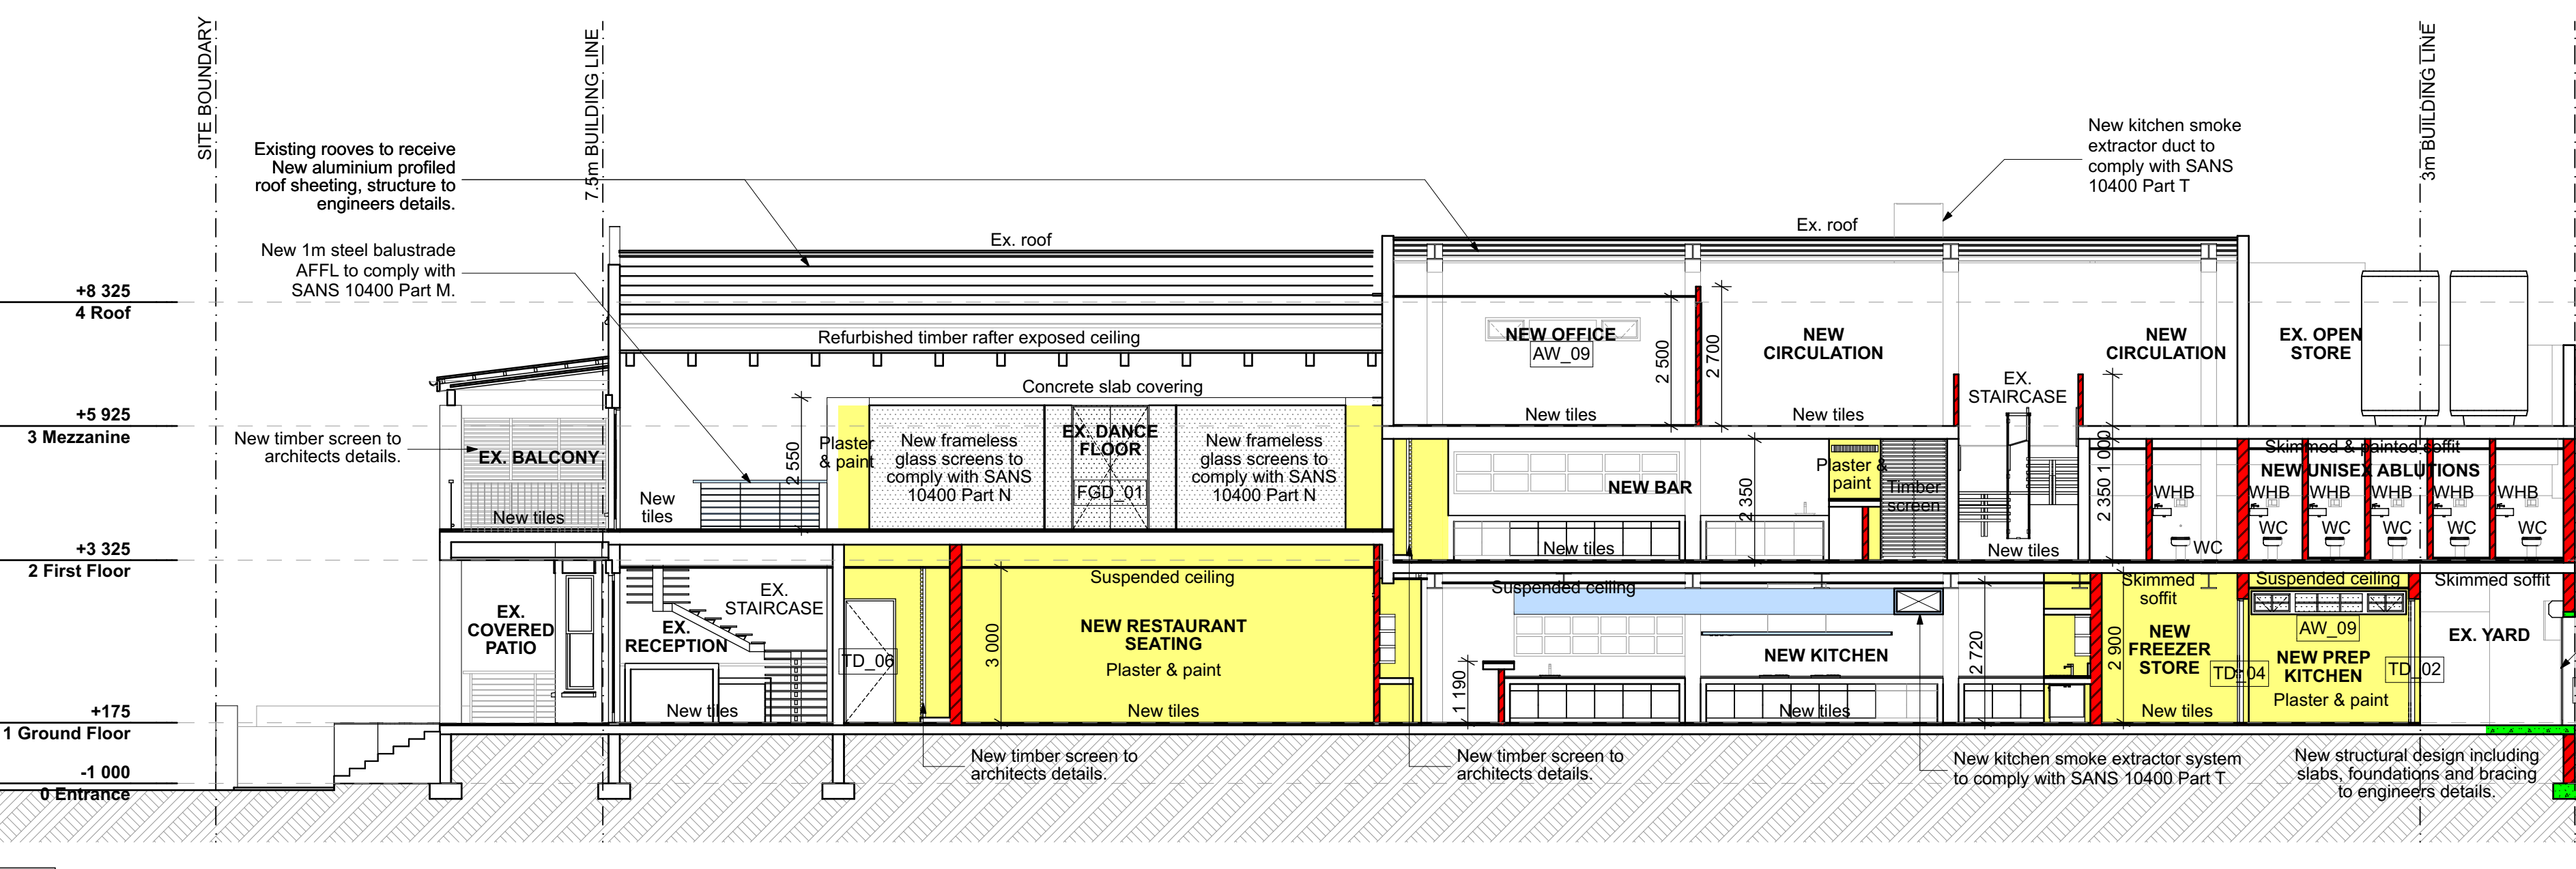 SITE BOUNDARY
7.5m BUILDING LINE
3m BUILDING LINE
Existing rooves to receive
New aluminium profiled
roof sheeting, structure to
engineers details.
New 1m steel balustrade
AFFL to comply with
SANS 10400 Part M.
New kitchen smoke
extractor duct to
comply with SANS
10400 Part T
Ex. roof
Ex. roof
+8 325
4 Roof
Refurbished timber rafter exposed ceiling
NEW OFFICE
AW_09
2 500
2 700
NEW
CIRCULATION
NEW
CIRCULATION
EX. OPEN
STORE
EX.
STAIRCASE
Concrete slab covering
New tiles
New tiles
+5 925
3 Mezzanine
New timber screen to
architects details.
EX. BALCONY
New tiles
New
tiles
2 550
Plaster
& paint
New frameless
glass screens to
comply with SANS
10400 Part N
EX. DANCE
FLOOR
FGD_01
New frameless
glass screens to
comply with SANS
10400 Part N
NEW BAR
New tiles
2 350
Plaster &
paint
Timber
screen
New tiles
2 350
1 000
Skimmed & painted soffit
NEW UNISEX ABLUTIONS
WHB
WHB
WHB
WHB
WHB
WHB
WC
WC
WC
WC
WC
WC
+3 325
2 First Floor
EX.
COVERED
PATIO
EX.
RECEPTION
EX.
STAIRCASE
New tiles
TD_06
Suspended ceiling
3 000
NEW RESTAURANT
SEATING
Plaster & paint
New tiles
Suspended ceiling
1 190
NEW KITCHEN
New tiles
2 720
Skimmed
soffit
2 900
NEW
FREEZER
STORE
New tiles
TD_04
Suspended ceiling
AW_09
NEW PREP
KITCHEN
Plaster & paint
TD_02
Skimmed soffit
EX. YARD
+175
1 Ground Floor
-1 000
0 Entrance
New timber screen to
architects details.
New timber screen to
architects details.
New kitchen smoke extractor system
to comply with SANS 10400 Part T
New structural design including
slabs, foundations and bracing
to engineers details.